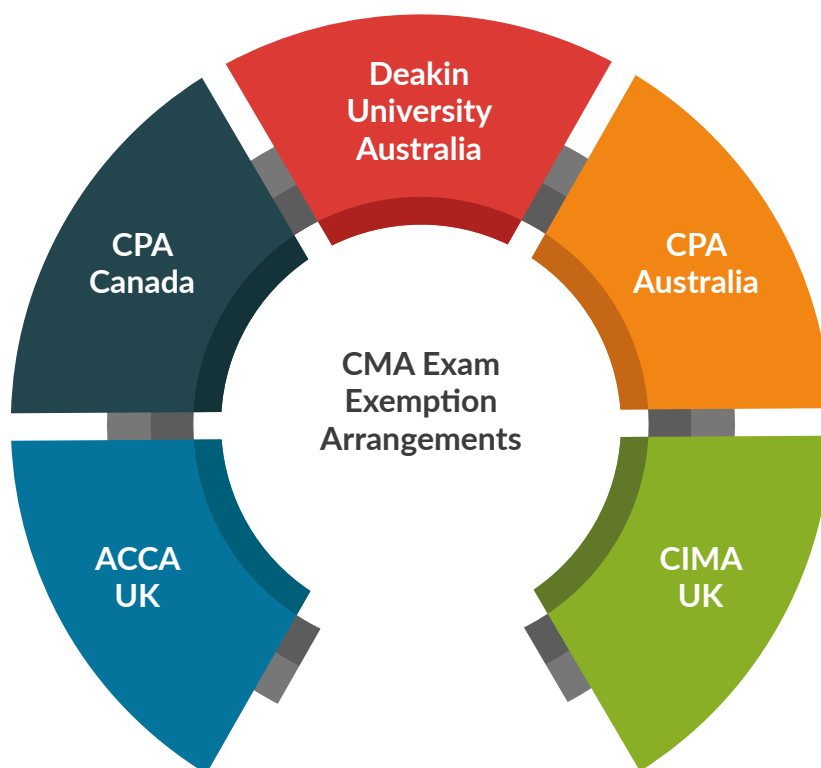 Deakin
University
Australia
CPA
Canada
CPA
Australia
CMA Exam
Exemption
Arrangements
ACCA
UK
CIMA
UK